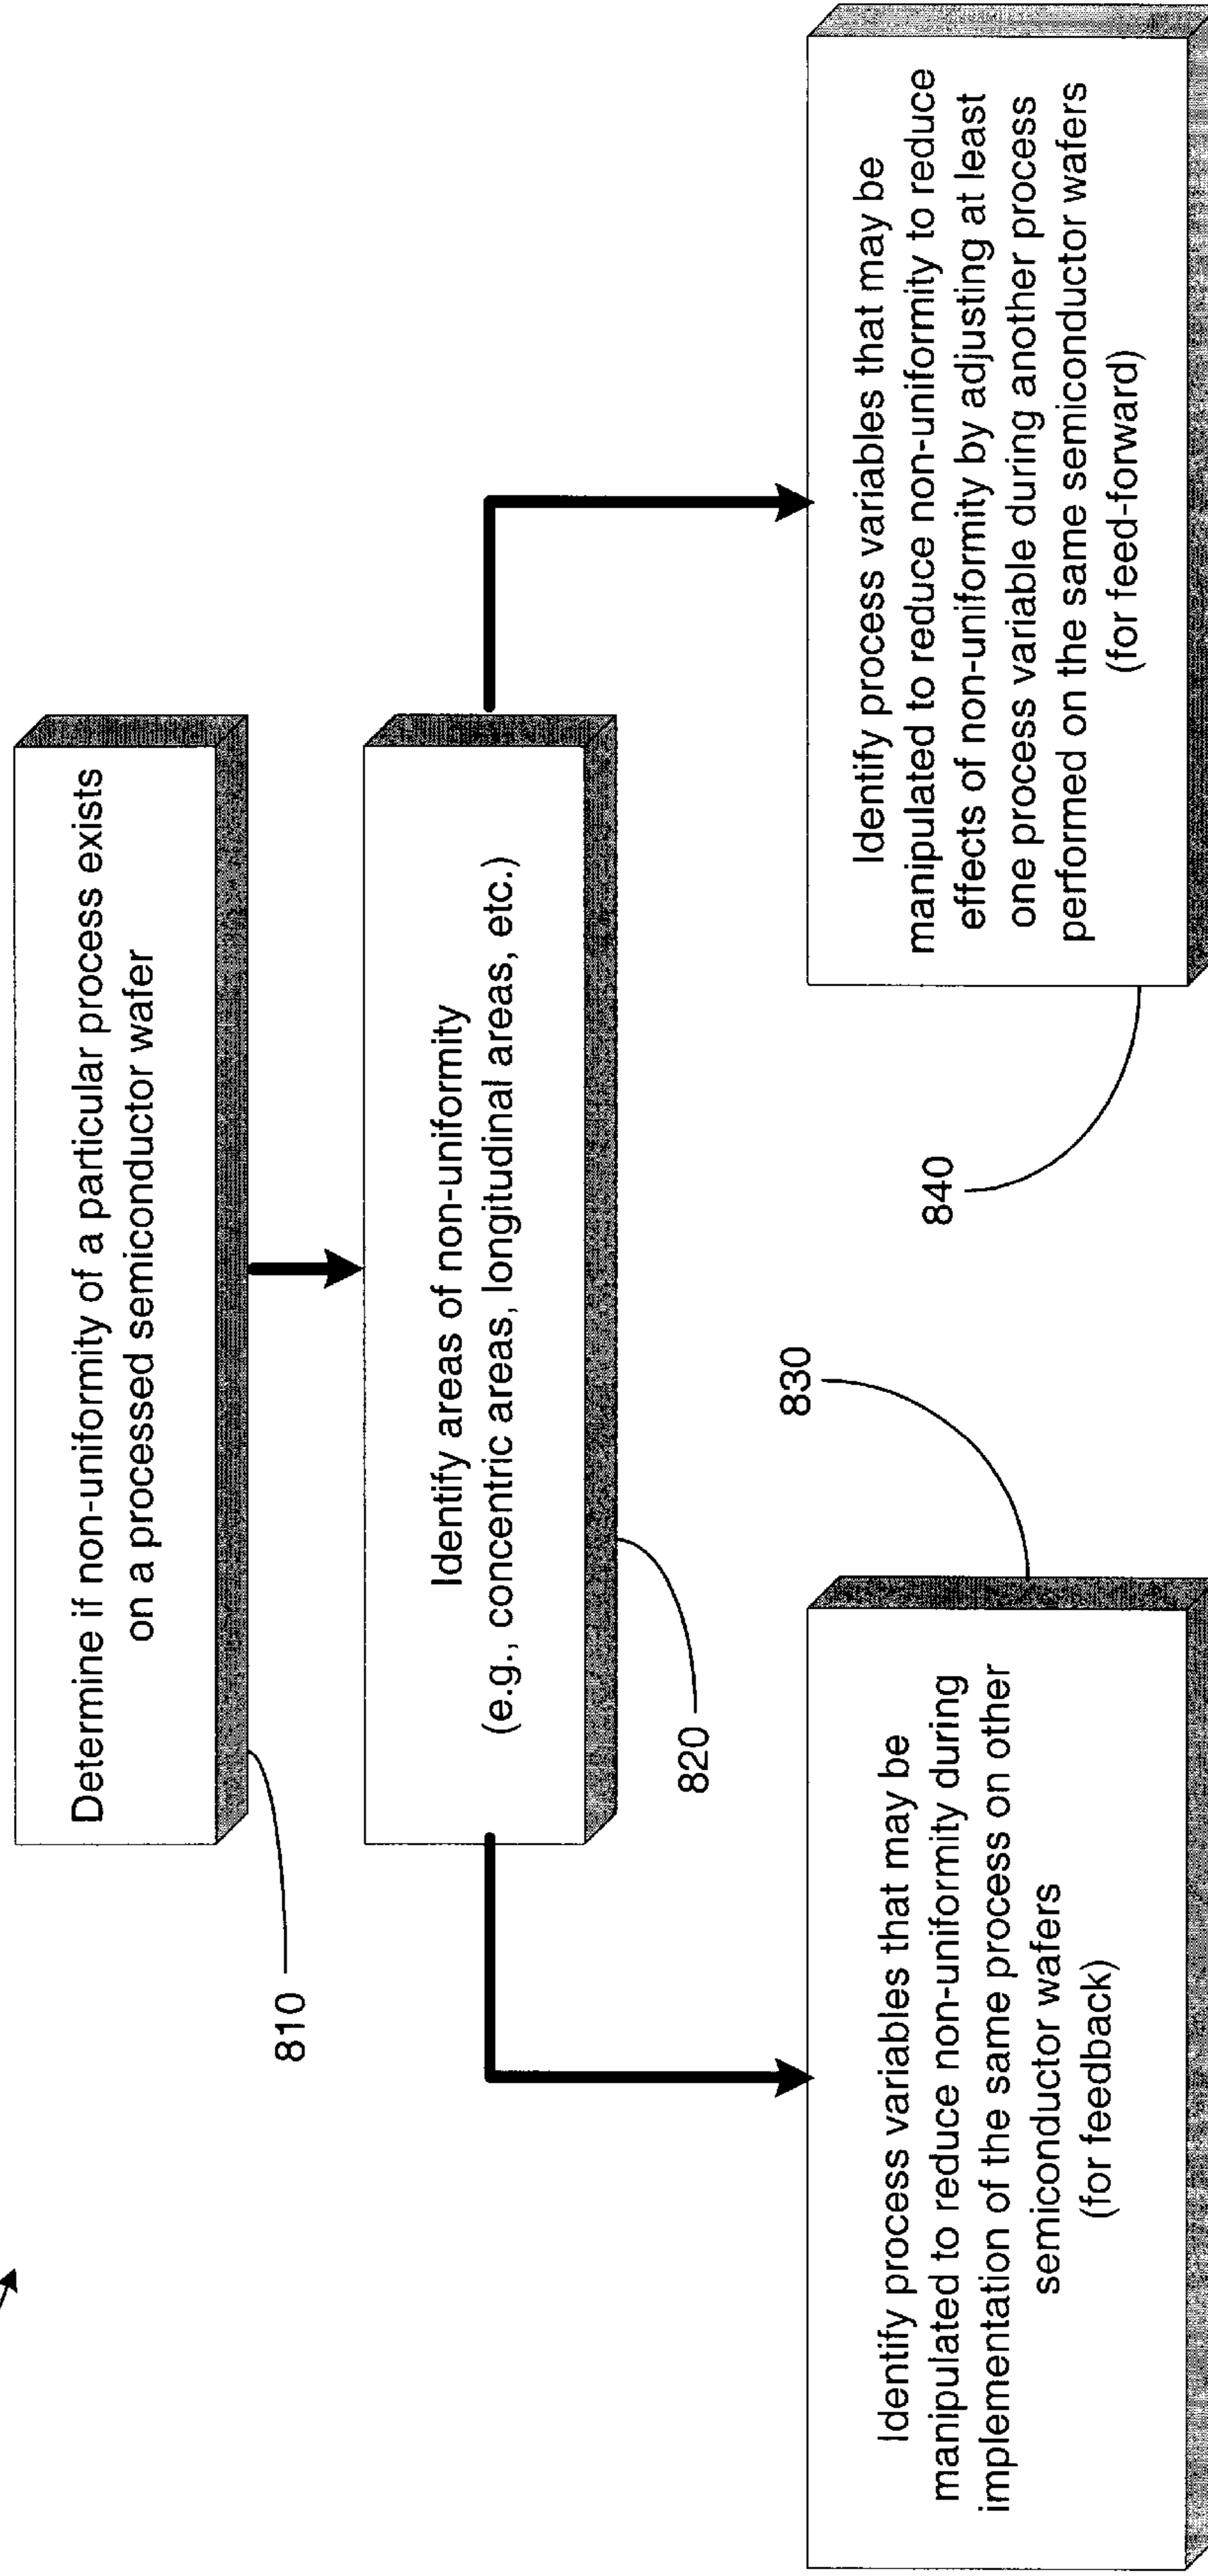 Determine if non-uniformity of a particular process exists
on a processed semiconductor wafer
810
Identify areas of non-uniformity
(e.g., concentric areas, longitudinal areas, etc.)
820
830
840
Identify process variables that may be
manipulated to reduce non-uniformity during
implementation of the same process on other
semiconductor wafers
(for feedback)
Identify process variables that may be
manipulated to reduce non-uniformity to reduce
effects of non-uniformity by adjusting at least
one process variable during another process
performed on the same semiconductor wafers
(for feed-forward)